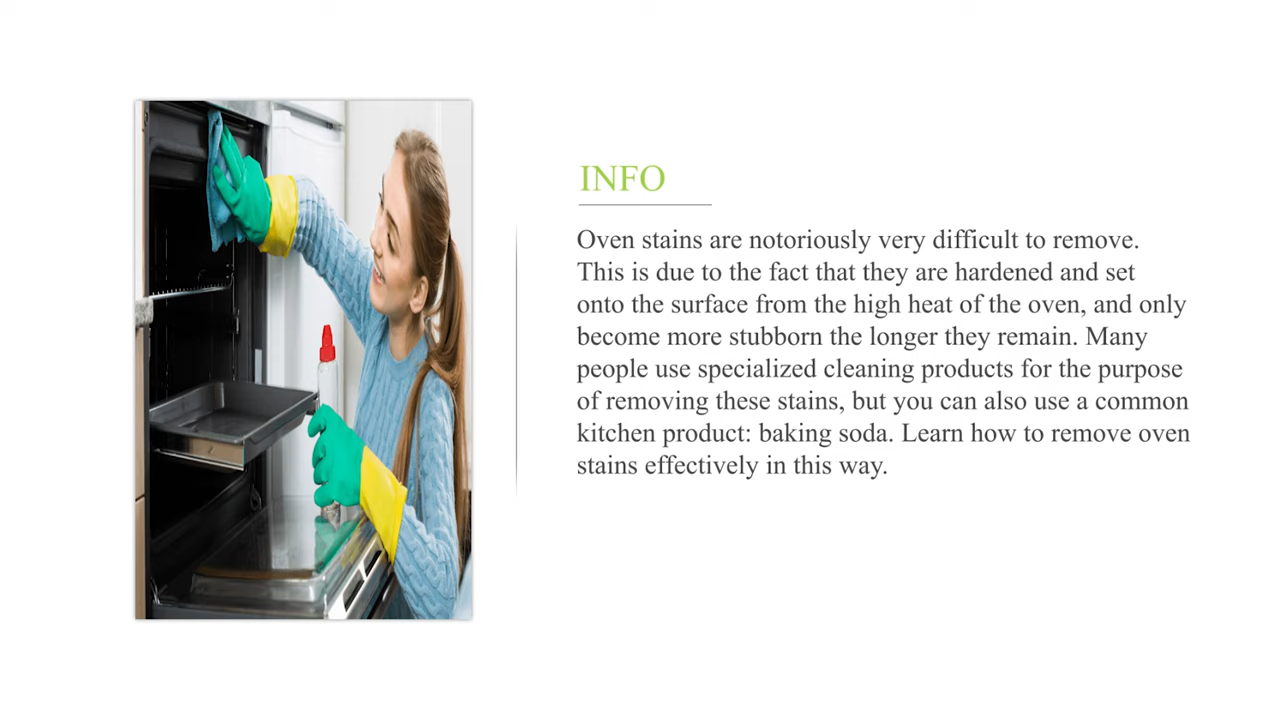 INFO
Oven stains are notoriously very difficult to remove.
This is due to the fact that they are hardened and set
onto the surface from the high heat of the oven, and only
become more stubborn the longer they remain. Many
people use specialized cleaning products for the purpose
of removing these stains, but you can also use a common
kitchen product: baking soda. Learn how to remove oven
stains effectively in this way.